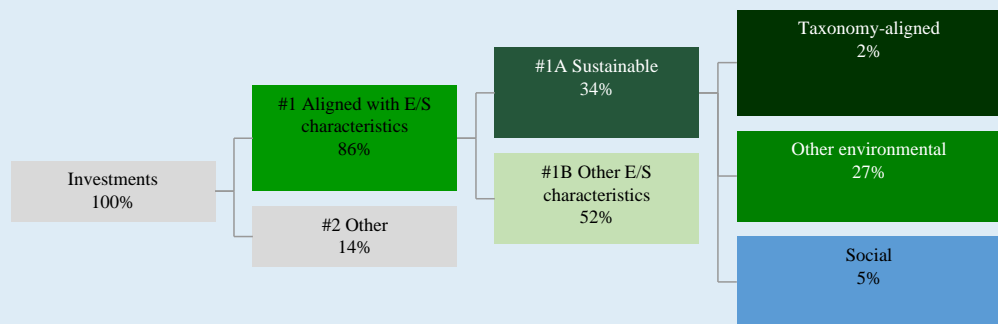 Investments
100%
#1 Aligned with E/S
characteristics
86%
#2 Other
14%
#1A Sustainable
34%
#1B Other E/S
characteristics
52%
Taxonomy-aligned
2%
Other environmental
27%
Social
5%